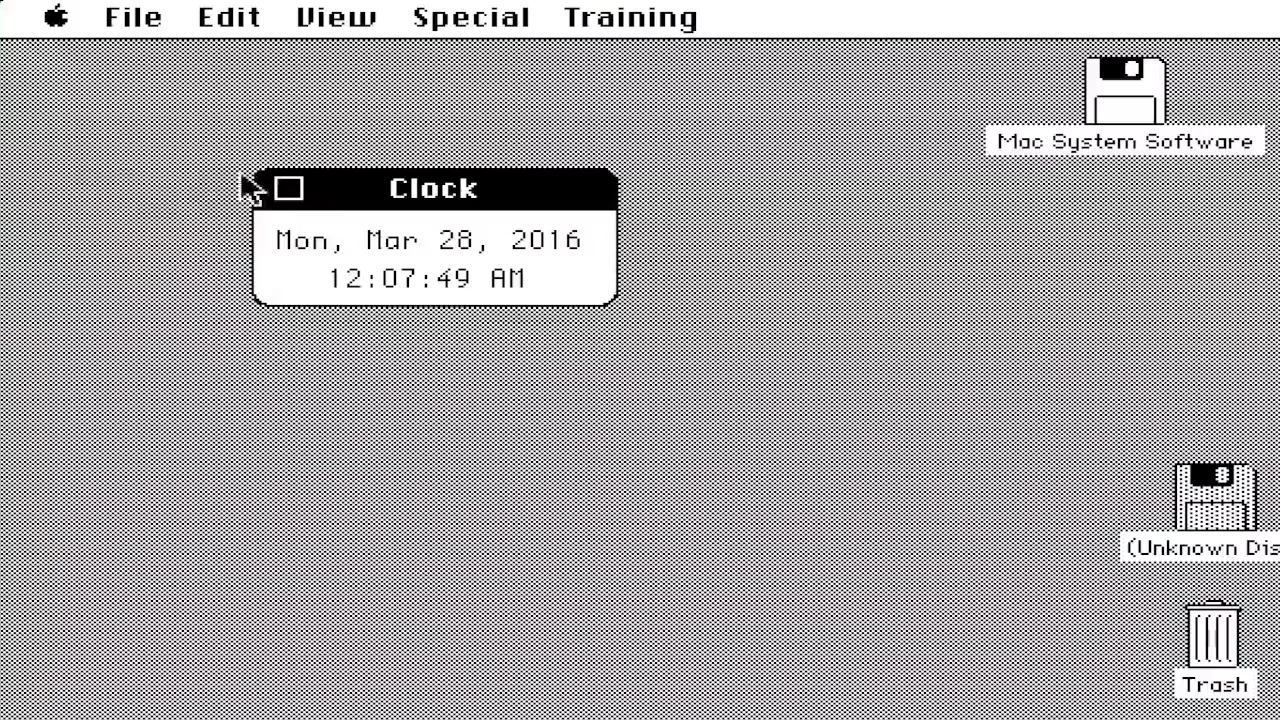 File Edit View Special Training
Mac System Software
Clock
Mon, Mar 28, 2016
12:07:49 AM
(Unknown Dis
Trash